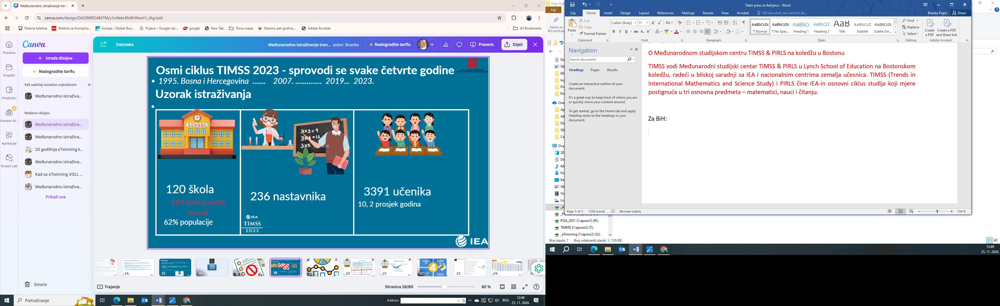 Međunarodno istraživanje tren
canva.com/design/DAGW8RG4M7M/y1rs9ekr49zBHNwA1i_IAg/edit
Pečena teletina
Teletina sa krompiro...
Europe / Global Bus...
Prijava – Google rač...
google
New Tab
Nova mapa
Slavimo pet godina...
Adobe Acrobat
All Bookmarks
Početna
Projekti
Predlošci
Vizualni id...
Aplikacije
Dream Lab
Canva
Izrada dizajna
Nadogradite tarifu
Vaš sadržaj označen zvjezdicom
Međunarodno istraživa...
Nedavni dizajni
Međunarodno istraživa...
Međunarodno istraživa...
10 godišnja eTwinning k...
Međunarodno istraživa...
Kad se eTwinning VOLI, ...
Međunarodno istraživa...
Prikaži sve
Smeće
Datoteka
Međunarodno istraživanje tren... autor: Branka
Nadogradite tarifu
Prezent.
Dijeli
Osmi ciklus TIMSS 2023 - sprovodi se svake četvrte godine
• 1995. Bosna i Hercegovina ....... 2007. .............. 2019... 2023.
Uzorak istraživanja
•
SCHOOL
3×3=9
3×4=12
3×5
Canva
120 škola
183 škole početni
uzorak
62% populacije
236 nastavnika
IEA
TIMSS
2023
3391 učenika
10, 2 prosjek godina
IEA
14
15
16
17
18
19
20
21
22
4
23
24
Trajanje
Stranica 18/80
62 %
Pretraživanje
Address
BOS
12:49
25. 11. 2024.
logo Age
Fajl
Zakači za
Brzi pristup
PISA_2021 (\\aposo1) (R:)
TIMMS (\\aposo2) (T:)
_eTwinning (\\aposo2) (U:)
Broj stavki: 7 Broj odabranih stavki: 1: 7,95 KB
Tekst press za Adrijanu - Word
File
Home
Insert
Design
Layout
References
Mailings
Review
View
Acrobat
Tell me what you want to do...
Branka Popic
Share
Paste
Cut
Copy
Format Painter
Clipboard
Calibri (Body)
11
Font
Paragraph
AaBbCcDc
¶ Normal
AaBbCcDc
¶ No Spac...
AaBbCc
Heading 1
AaBbCcC
Heading 2
AaB
Title
AaBbCcC
Subtitle
AaBbCcDc
Subtle Em...
Styles
Find
Replace
Select
Editing
Create
a PDF
Create a PDF
and Share link
Adobe Acrobat
Navigation
Search document
Headings
Pages
Results
Create an interactive outline of your
document.
It's a great way to keep track of where you are
or quickly move your content around.
To get started, go to the Home tab and apply
Heading styles to the headings in your
document.
O Međunarodnom studijskom centru TIMSS & PIRLS na koledžu u Bostonu
TIMSS vodi Međunarodni studijski centar TIMSS & PIRLS u Lynch School of Education na Bostonskom
koledžu, radeći u bliskoj saradnji sa IEA i nacionalnim centrima zemalja učesnica. TIMSS (Trends in
International Mathematics and Science Study) i PIRLS čine IEA-in osnovni ciklus studija koji mjere
postignuća u tri osnovna predmeta – matematici, nauci i čitanju.
Za BiH:
Page 3 of 3
1250 words
Bosnian (Latin)
156 %
12:49
25. 11. 2024.